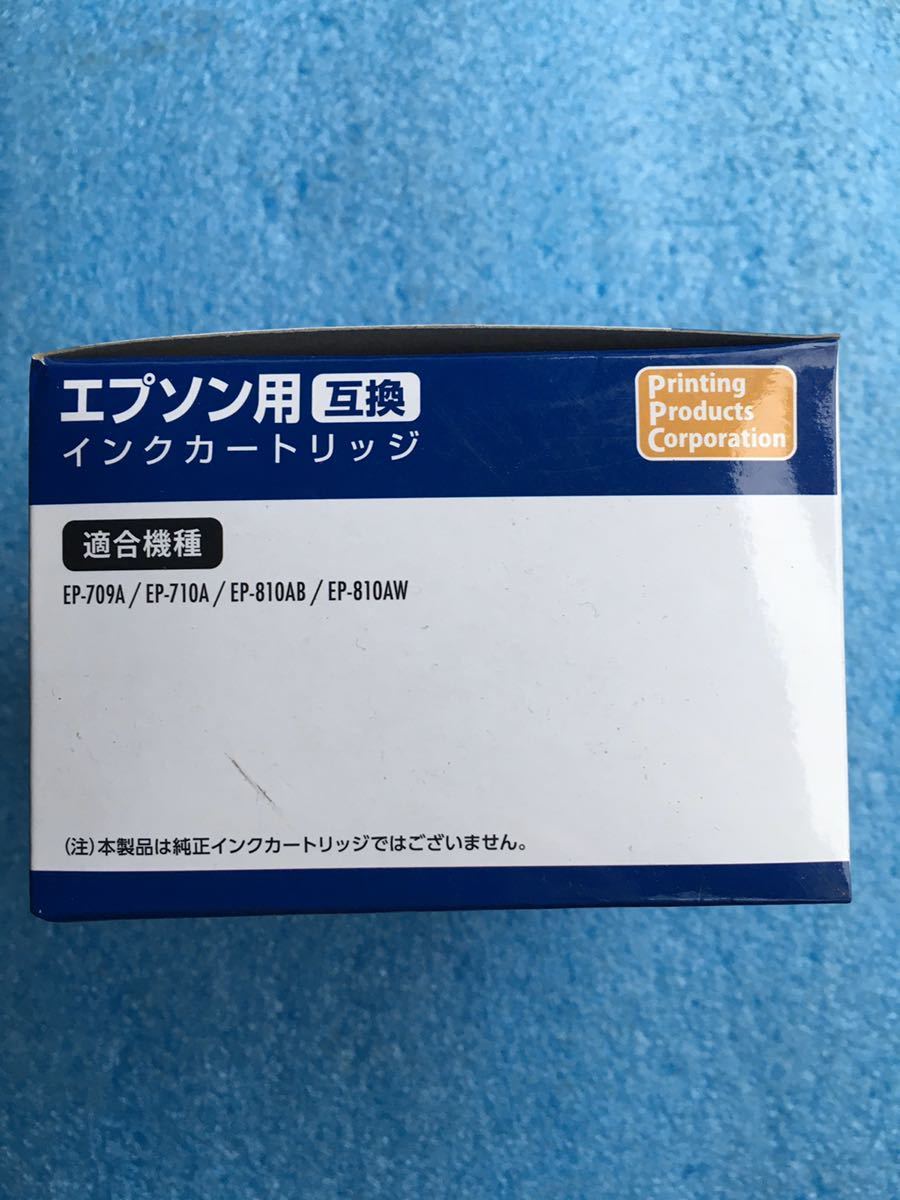 エプソン用 互換
インクカートリッジ
Printing
Products
Corporation
適合機種
EP-709A / EP-710A / EP-810AB / EP-810AW
(注)本製品は純正インクカートリッジではございません。